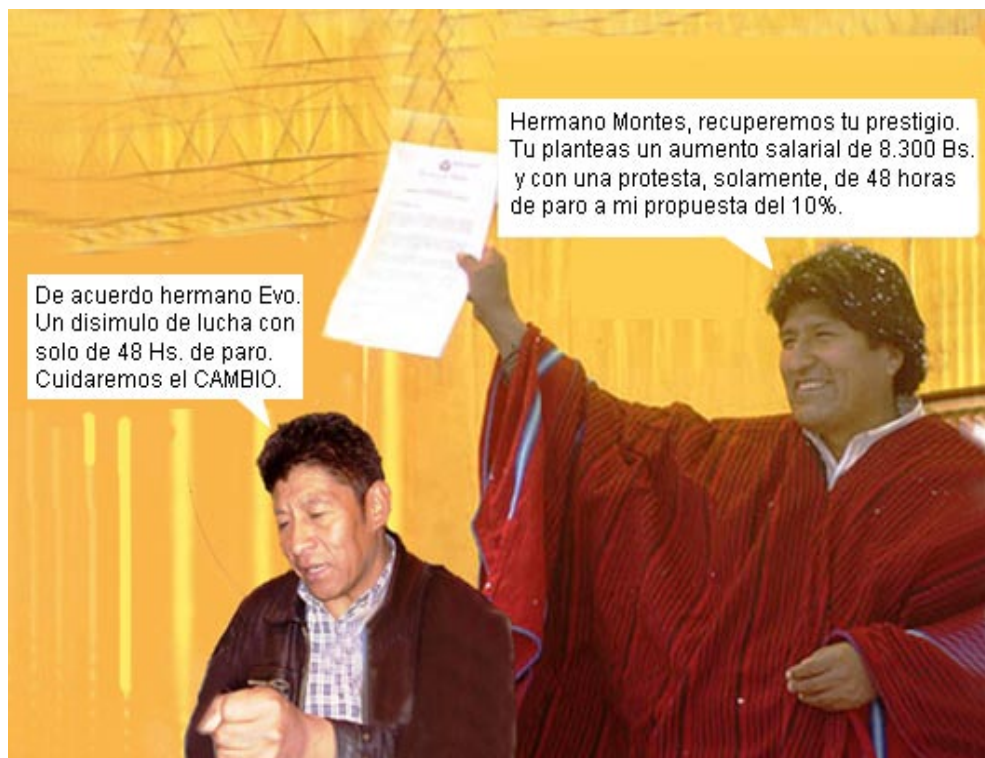 Hermano Montes, recuperemos tu prestigio.
Tu planteas un aumento salarial de 8.300 Bs.
y con una protesta, solamente, de 48 horas
de paro a mi propuesta del 10%.
De acuerdo hermano Evo.
Un disimulo de lucha con
solo de 48 Hs. de paro.
Cuidaremos el CAMBIO.